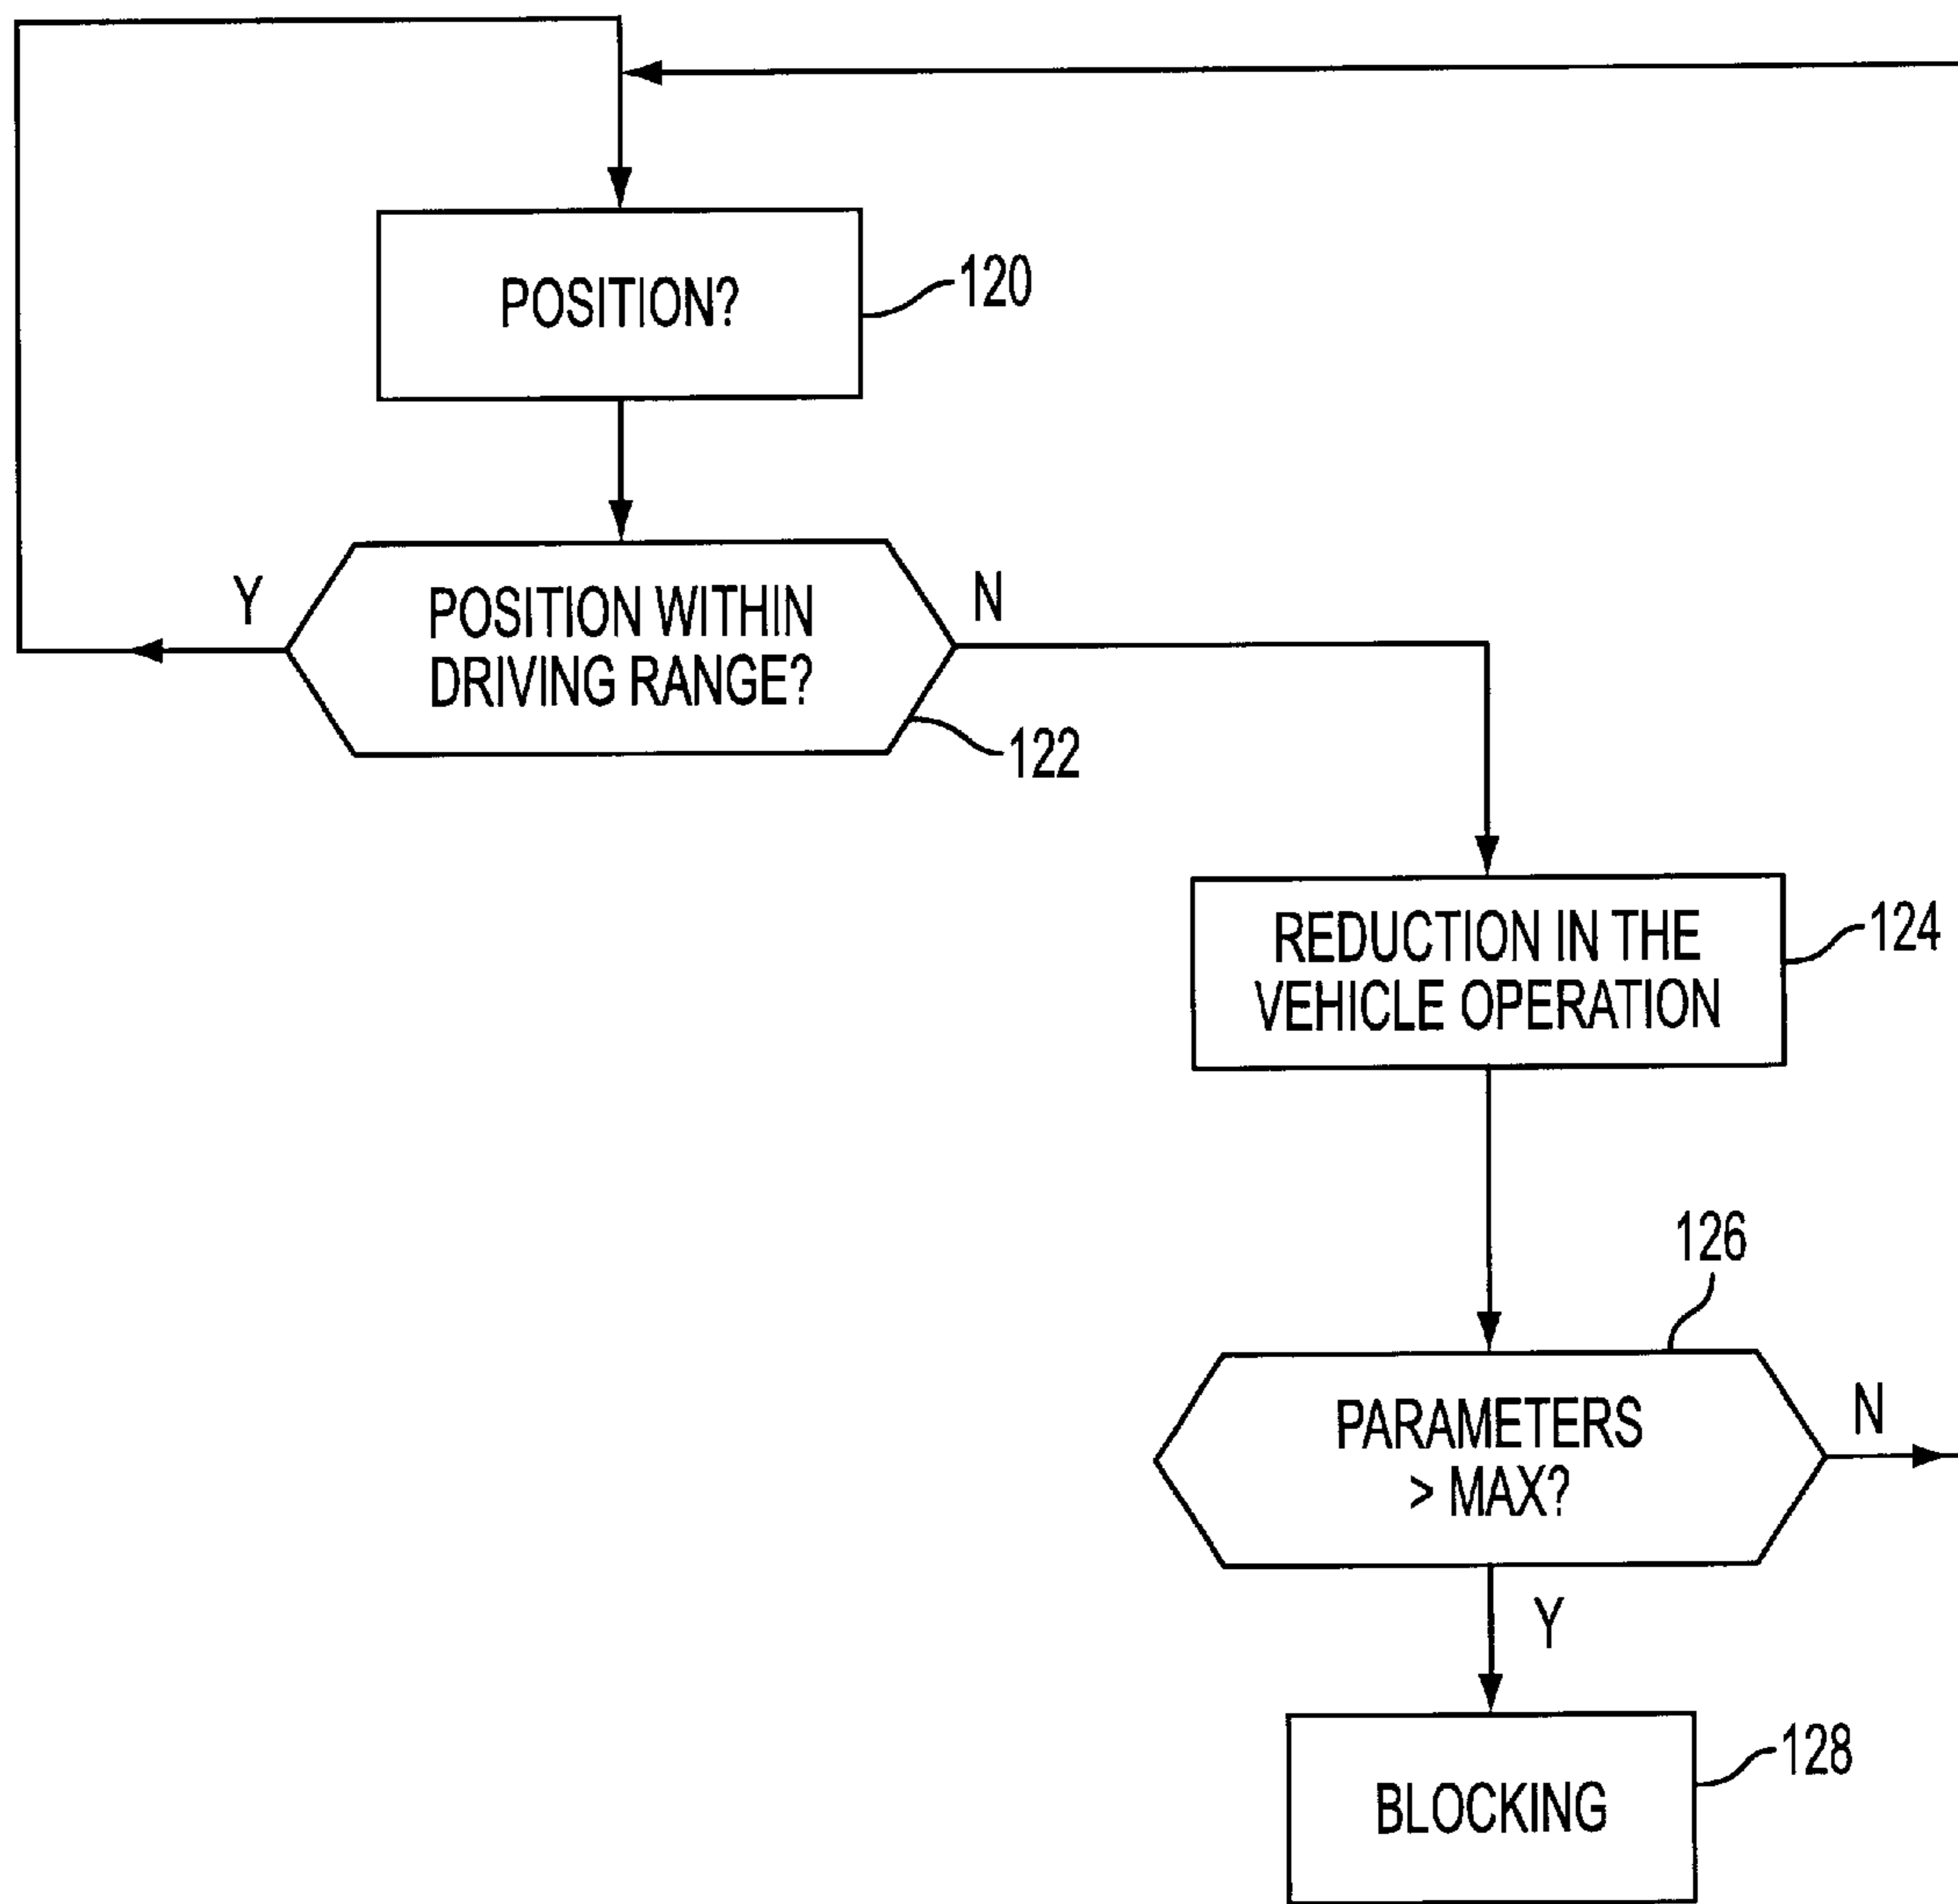 POSITION?
120
Y
POSITION WITHIN
DRIVING RANGE?
N
122
REDUCTION IN THE
VEHICLE OPERATION
124
126
PARAMETERS
> MAX?
N
Y
BLOCKING
128